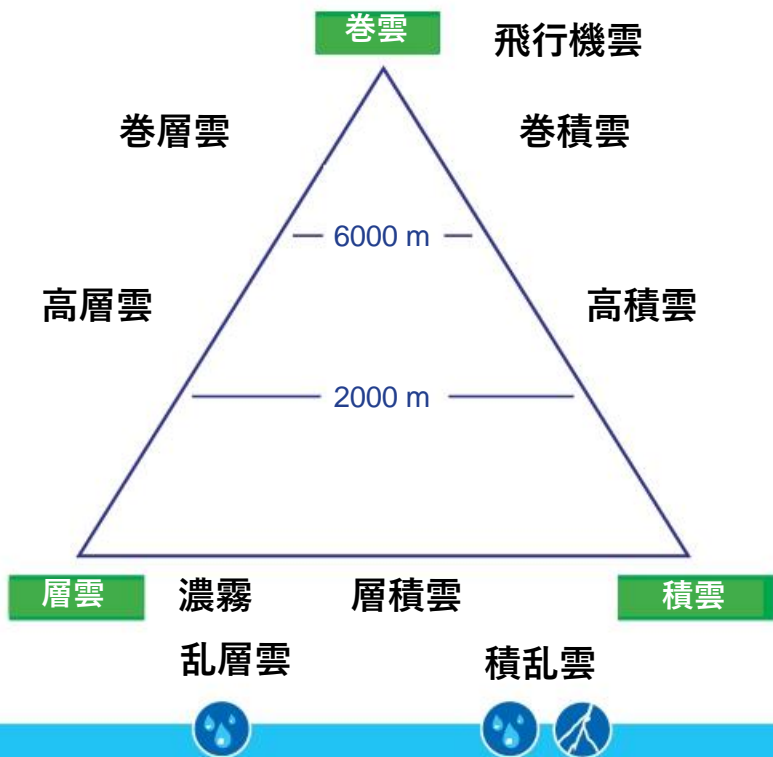 巻雲 飛行機雲
巻層雲 巻積雲
6000 m
高層雲 高積雲
2000 m
層雲 濃霧 層積雲 積雲
乱層雲 積乱雲